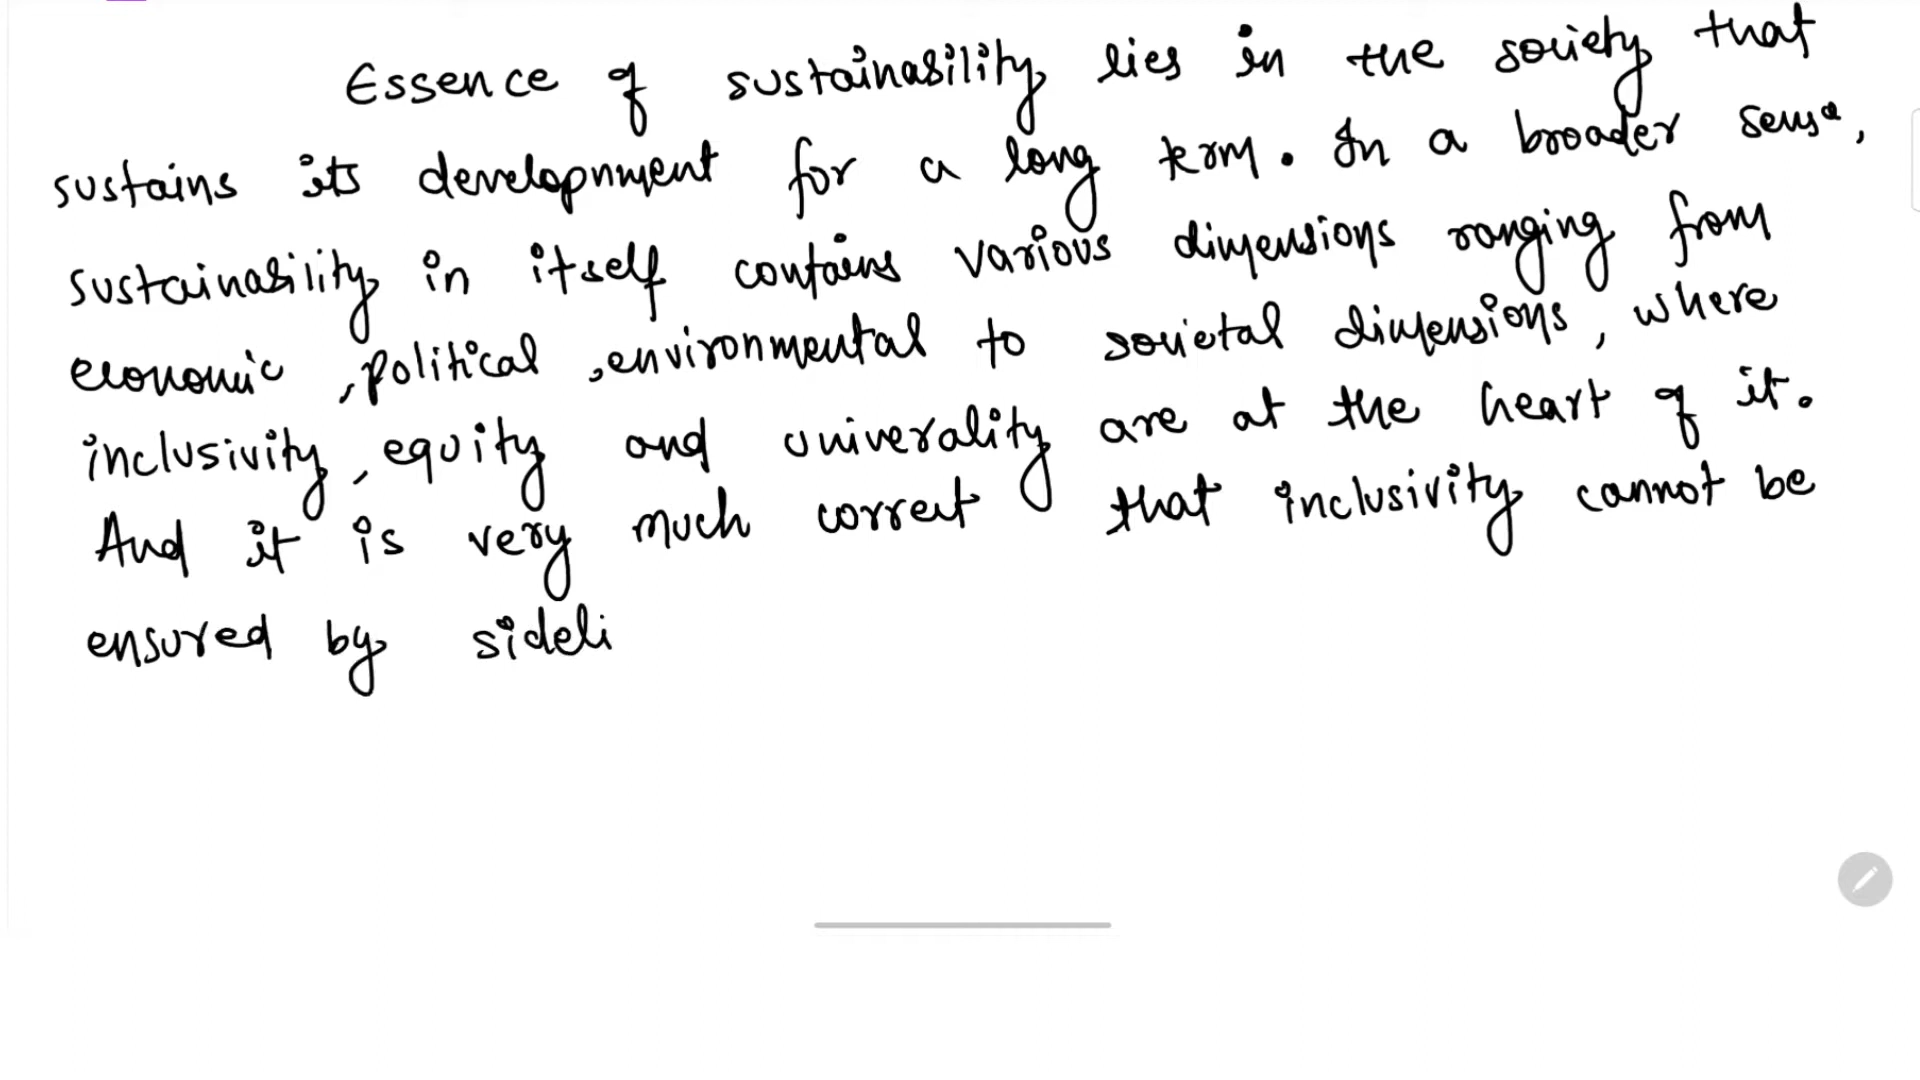 Essence of sustainability lies in the society that
sustains its development for a long term. In a broader sense,
sustainability in itself contains various dimensions ranging from
economic, political, environmental to societal dimensions, where
inclusivity, equity and univerality are at the heart of it.
And it is very much correct that inclusivity cannot be
ensured by sideli